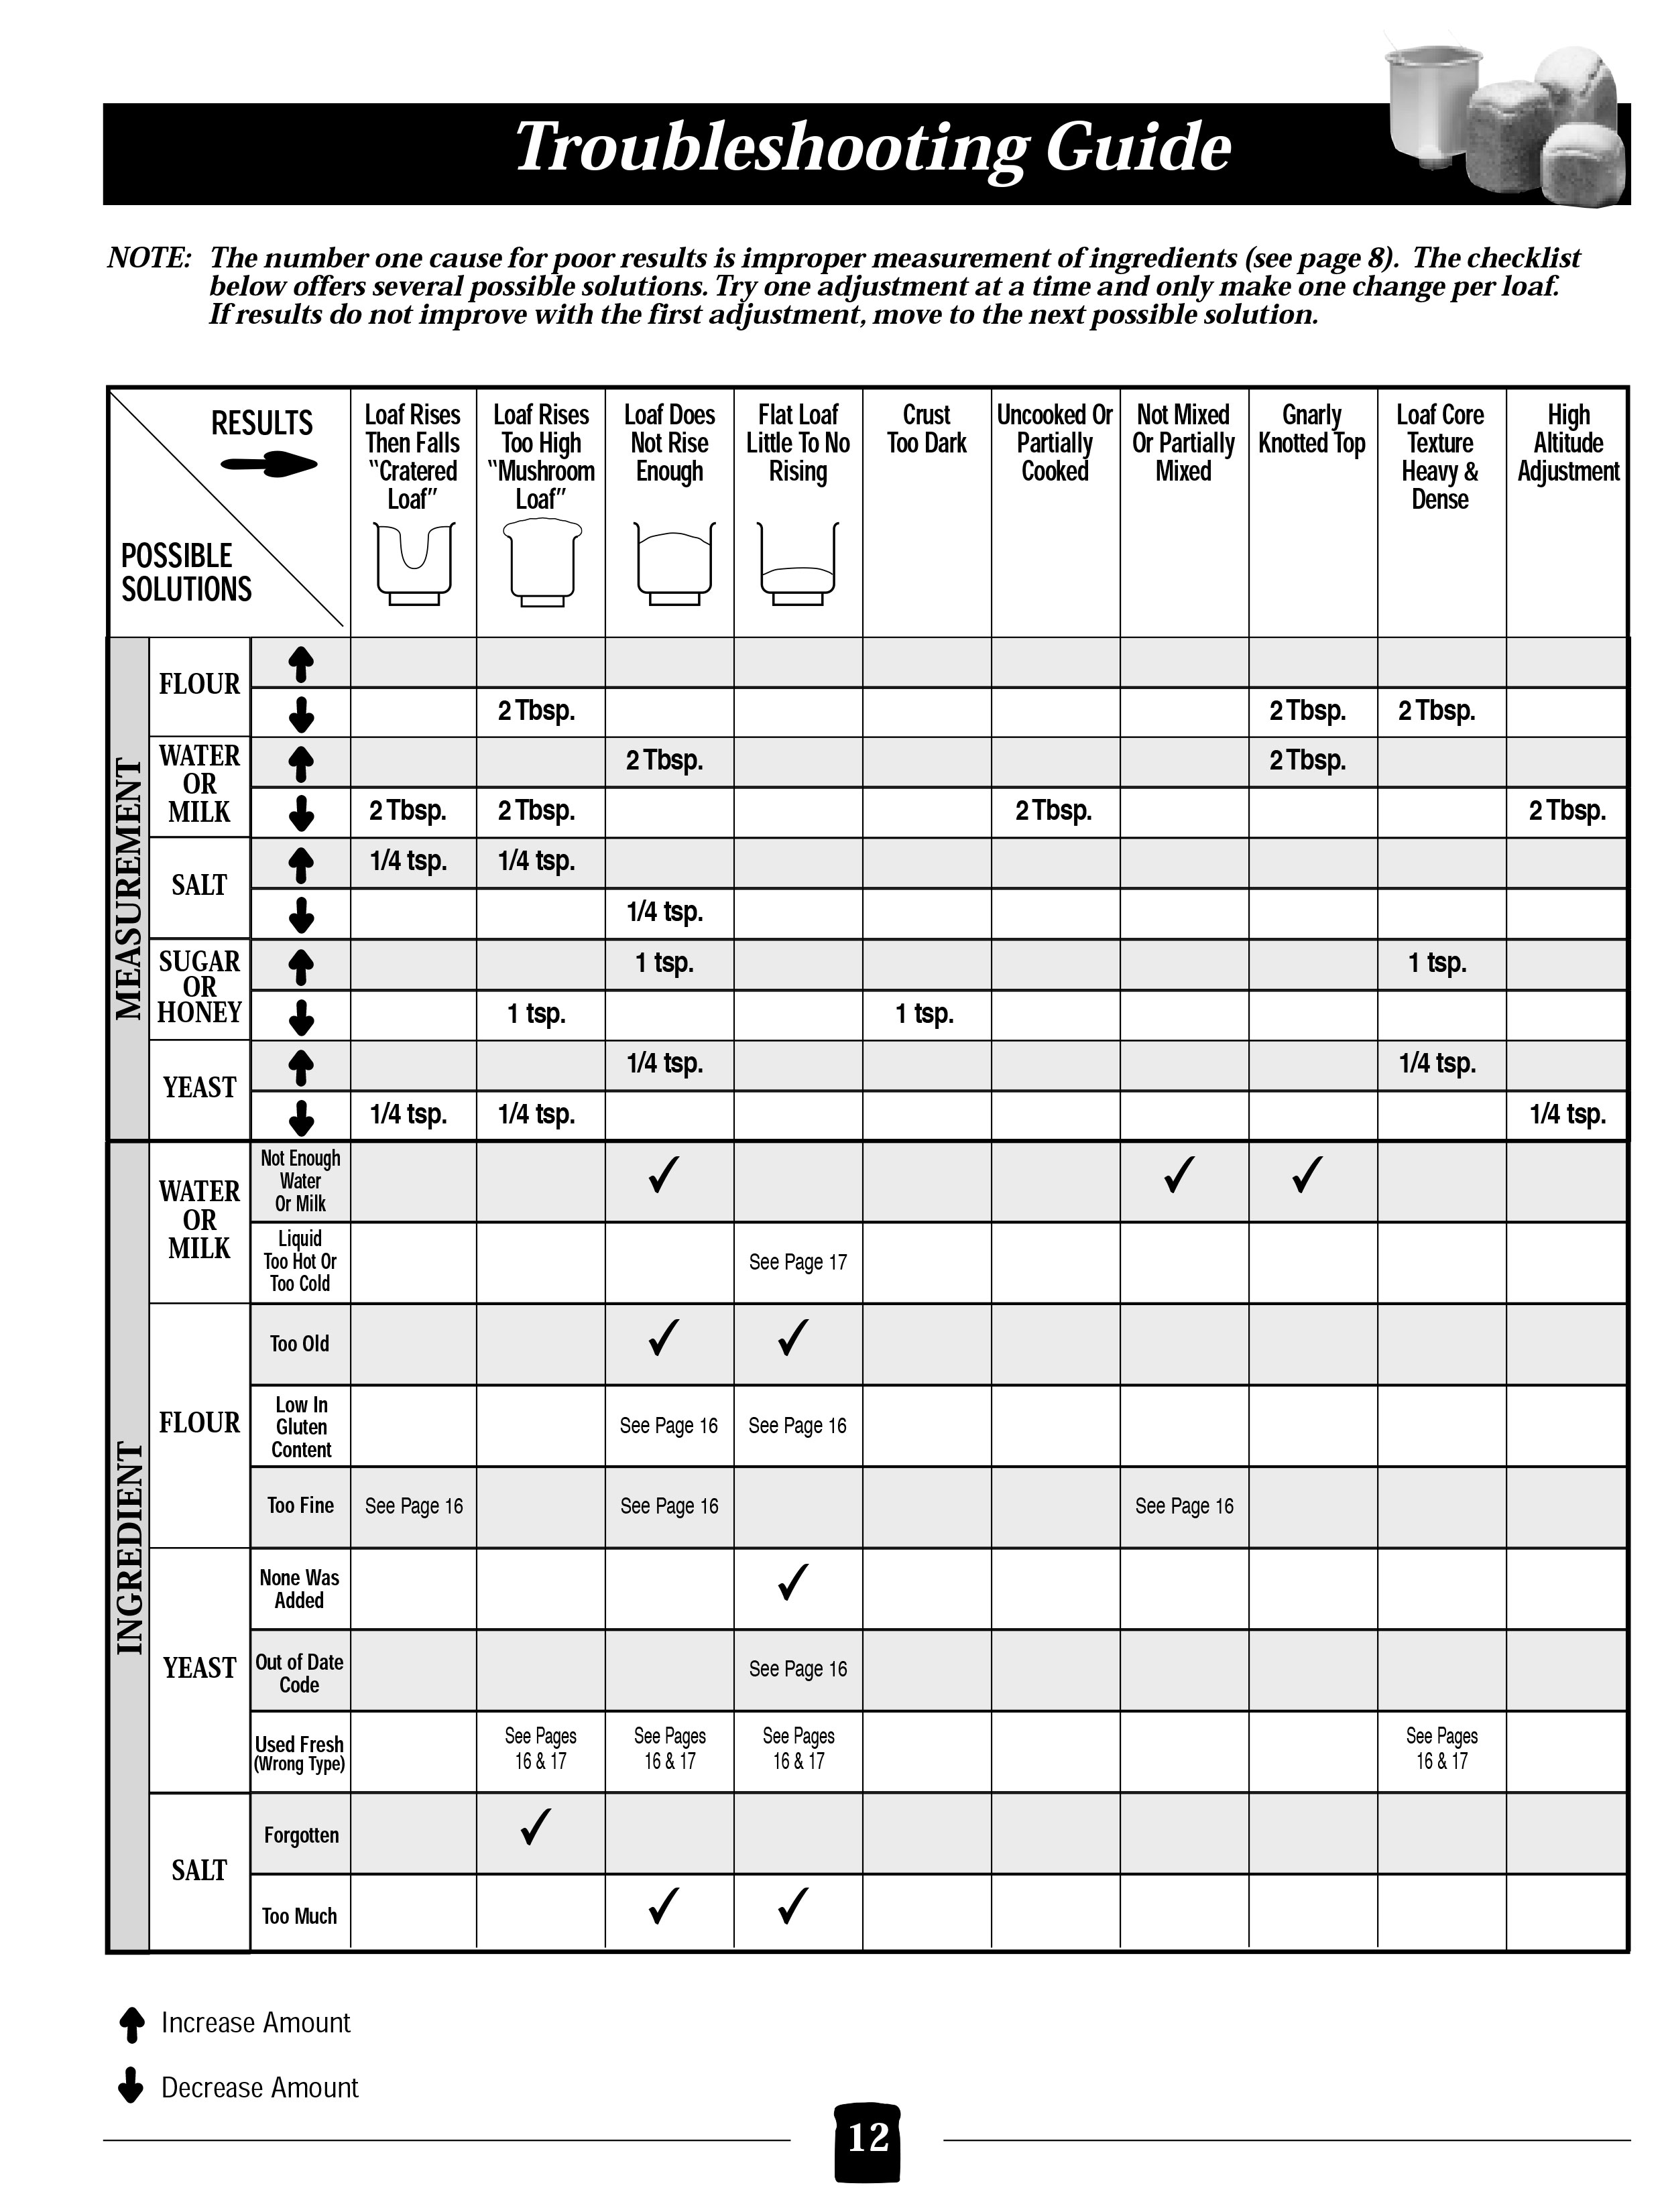 Troubleshooting Guide
NOTE: The number one cause for poor results is improper measurement of ingredients (see page 8). The checklist
below offers several possible solutions. Try one adjustment at a time and only make one change per loaf.
If results do not improve with the first adjustment, move to the next possible solution.
RESULTS
POSSIBLE
SOLUTIONS
Loaf Rises
Then Falls
"Cratered
Loaf"
Loaf Rises
Too High
"Mushroom
Loaf"
Loaf Does
Not Rise
Enough
Flat Loaf
Little To No
Rising
Crust
Too Dark
Uncooked Or
Partially
Cooked
Not Mixed
Or Partially
Mixed
Gnarly
Knotted Top
Loaf Core
Texture
Heavy &
Dense
High
Altitude
Adjustment
MEASUREMENT
FLOUR
2 Tbsp. 2 Tbsp. 2 Tbsp.
WATER
OR
MILK
2 Tbsp. 2 Tbsp.
2 Tbsp. 2 Tbsp. 2 Tbsp. 2 Tbsp.
SALT
1/4 tsp. 1/4 tsp.
1/4 tsp.
SUGAR
OR
HONEY
1 tsp. 1 tsp.
1 tsp. 1 tsp.
YEAST
1/4 tsp. 1/4 tsp.
1/4 tsp. 1/4 tsp. 1/4 tsp.
INGREDIENT
WATER
OR
MILK
Not Enough
Water
Or Milk
✓ ✓ ✓
Liquid
Too Hot Or
Too Cold
See Page 17
FLOUR
Too Old
✓ ✓
Low In
Gluten
Content
See Page 16 See Page 16
Too Fine
See Page 16 See Page 16 See Page 16
YEAST
None Was
Added
✓
Out of Date
Code
See Page 16
Used Fresh
(Wrong Type)
See Pages
16 & 17
See Pages
16 & 17
See Pages
16 & 17
See Pages
16 & 17
SALT
Forgotten
✓
Too Much
✓ ✓
Increase Amount
Decrease Amount
12